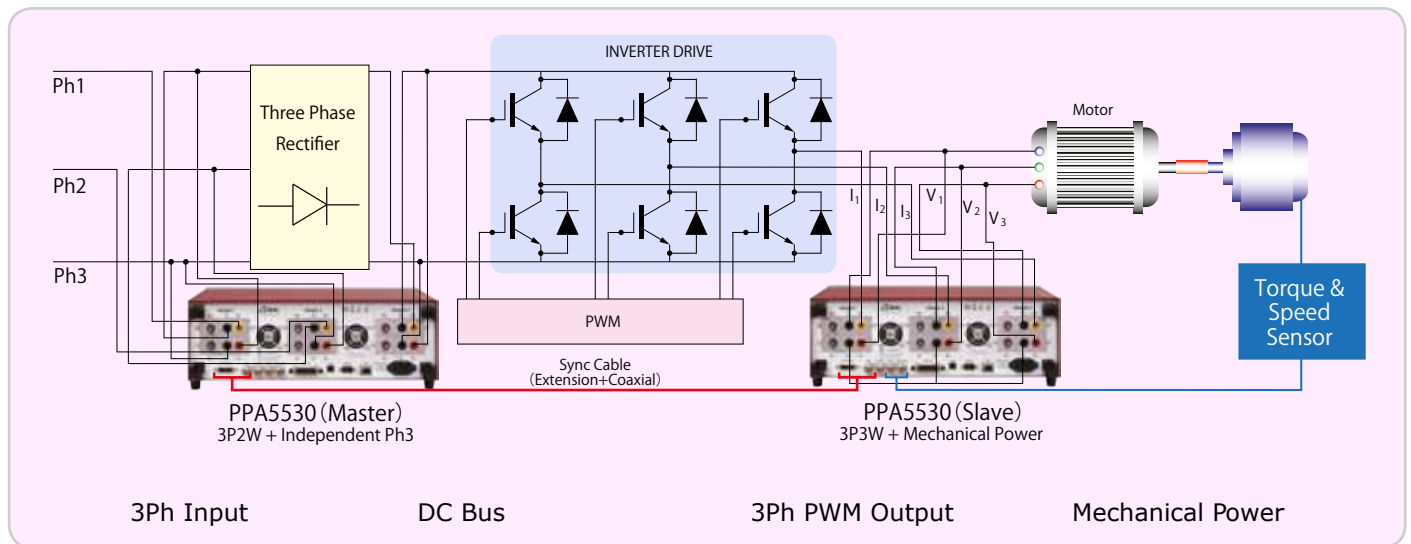 INVERTER DRIVE
Ph1
Three Phase
Rectifier
Motor
Ph2
I1
I2
I3
V1
V2
V3
Ph3
Torque &
Speed
Sensor
PWM
Sync Cable
(Extension+Coaxial)
PPA5530(Master)
3P2W + Independent Ph3
PPA5530(Slave)
3P3W + Mechanical Power
3Ph Input
DC Bus
3Ph PWM Output
Mechanical Power